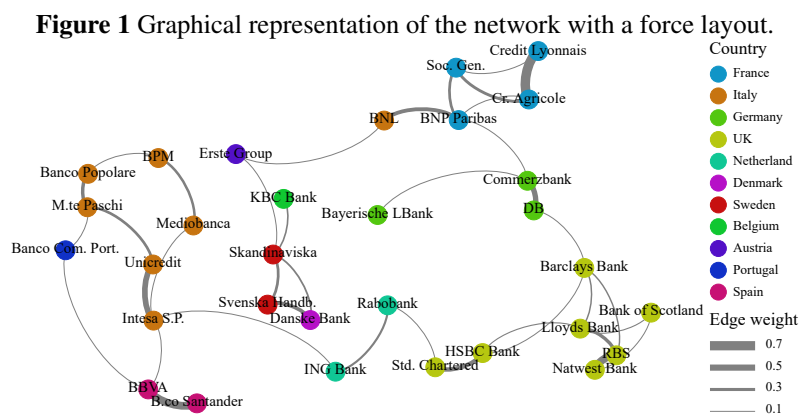 Figure 1 Graphical representation of the network with a force layout.
Credit Lyonnais
Soc. Gen.
Cr. Agricole
BNL
BNP Paribas
Erste Group
BPM
Banco Popolare
KBC Bank
Commerzbank
M.te Paschi
Bayerische LBank
DB
Mediobanca
Banco Com. Port.
Skandinaviska
Unicredit
Barclays Bank
Svenska Handb.
Rabobank
Bank of Scotland
Intesa S.P.
Danske Bank
Lloyds Bank
HSBC Bank
RBS
ING Bank
Std. Chartered
Natwest Bank
BBVA
B.co Santander
Country
France
Italy
Germany
UK
Netherland
Denmark
Sweden
Belgium
Austria
Portugal
Spain
Edge weight
0.7
0.5
0.3
0.1